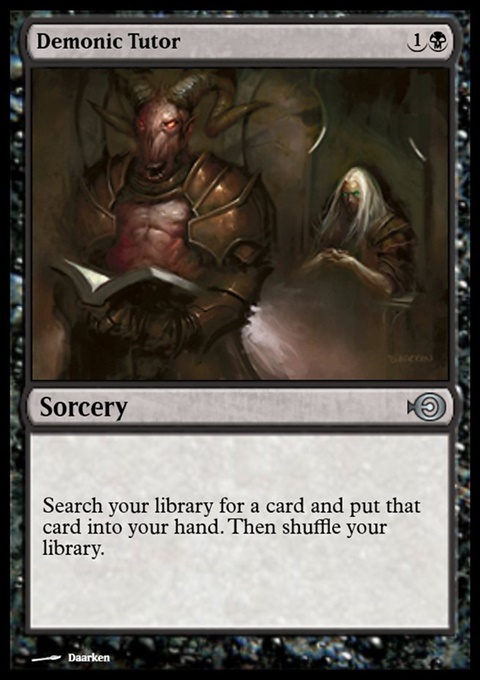 Demonic Tutor 1
Sorcery
Search your library for a card and put that
card into your hand. Then shuffle your
library.
Daarken